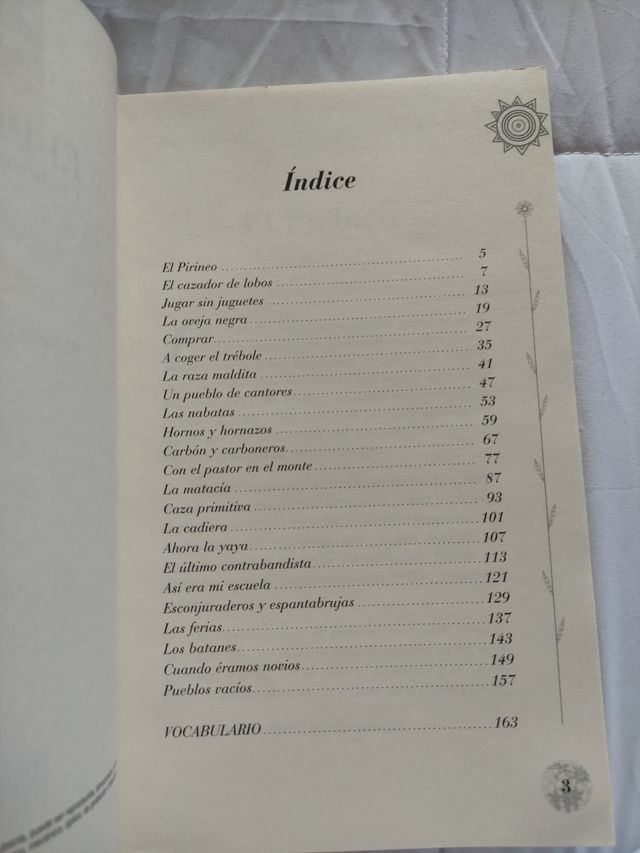 Índice
El Pirineo 5
El cazador de lobos 7
Jugar sin juguetes 13
La oveja negra 19
Comprar 27
A coger el trébole 35
La raza maldita 41
Un pueblo de cantores 47
Las nabatas 53
Hornos y hornazos 59
Carbón y carboneros 67
Con el pastor en el monte 77
La matacía 87
Caza primitiva 93
La cadiera 101
Ahora la yaya 107
El último contrabandista 113
Así era mi escuela 121
Esconjuraderos y espantabrujas 129
Las ferias 137
Los batanes 143
Cuando éramos novios 149
Pueblos vacíos 157
VOCABULARIO 163
3